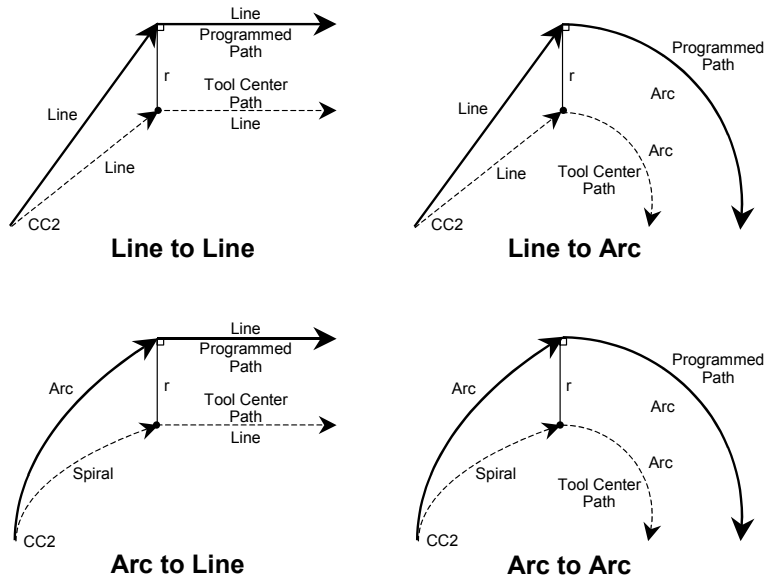 Line
Programmed
Path
r
Tool Center
Path
Line
Line
Line
CC2
Line to Line
Programmed
Path
Arc
r
Line
Arc
Tool Center
Path
Line
CC2
Line to Arc
Line
Programmed
Path
Arc
r
Tool Center
Path
Line
Spiral
CC2
Arc to Line
Programmed
Path
Arc
r
Arc
Arc
Spiral
Tool Center
Path
CC2
Arc to Arc